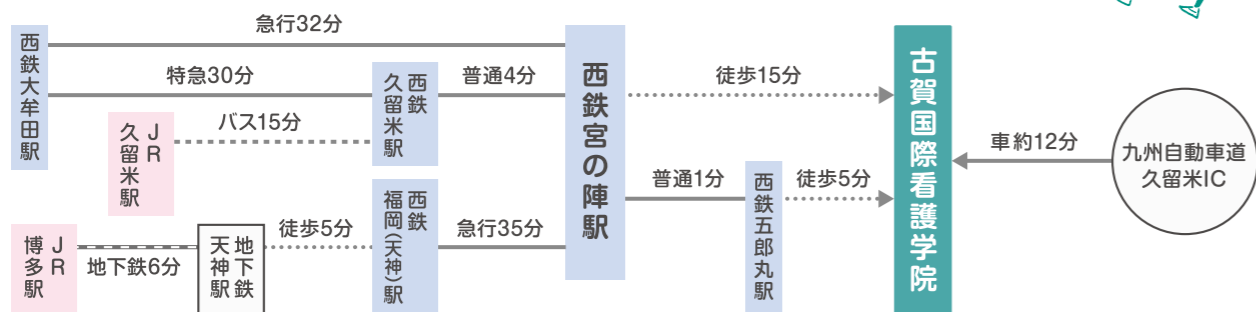 急行32分
西鉄大牟田駅
特急30分
西鉄
久留米駅
普通4分
西鉄宮の陣駅
徒歩15分
古賀国際看護学院
JR
久留米駅
バス15分
車約12分
九州自動車道
久留米IC
普通1分
西鉄五郎丸駅
徒歩5分
JR
博多駅
地下鉄6分
地下鉄
天神駅
徒歩5分
西鉄
福岡(天神)駅
急行35分